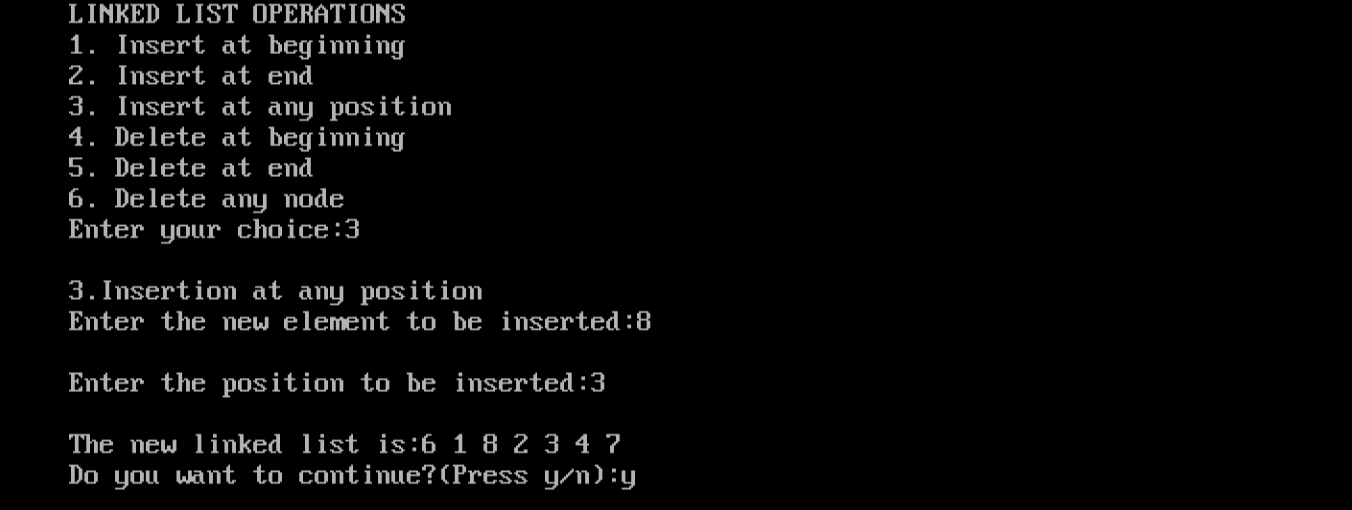 LINKED LIST OPERATIONS
1. Insert at beginning
2. Insert at end
3. Insert at any position
4. Delete at beginning
5. Delete at end
6. Delete any node
Enter your choice:3
3.Insertion at any position
Enter the new element to be inserted:8
Enter the position to be inserted:3
The new linked list is:6 1 8 2 3 4 7
Do you want to continue?(Press y/n):y